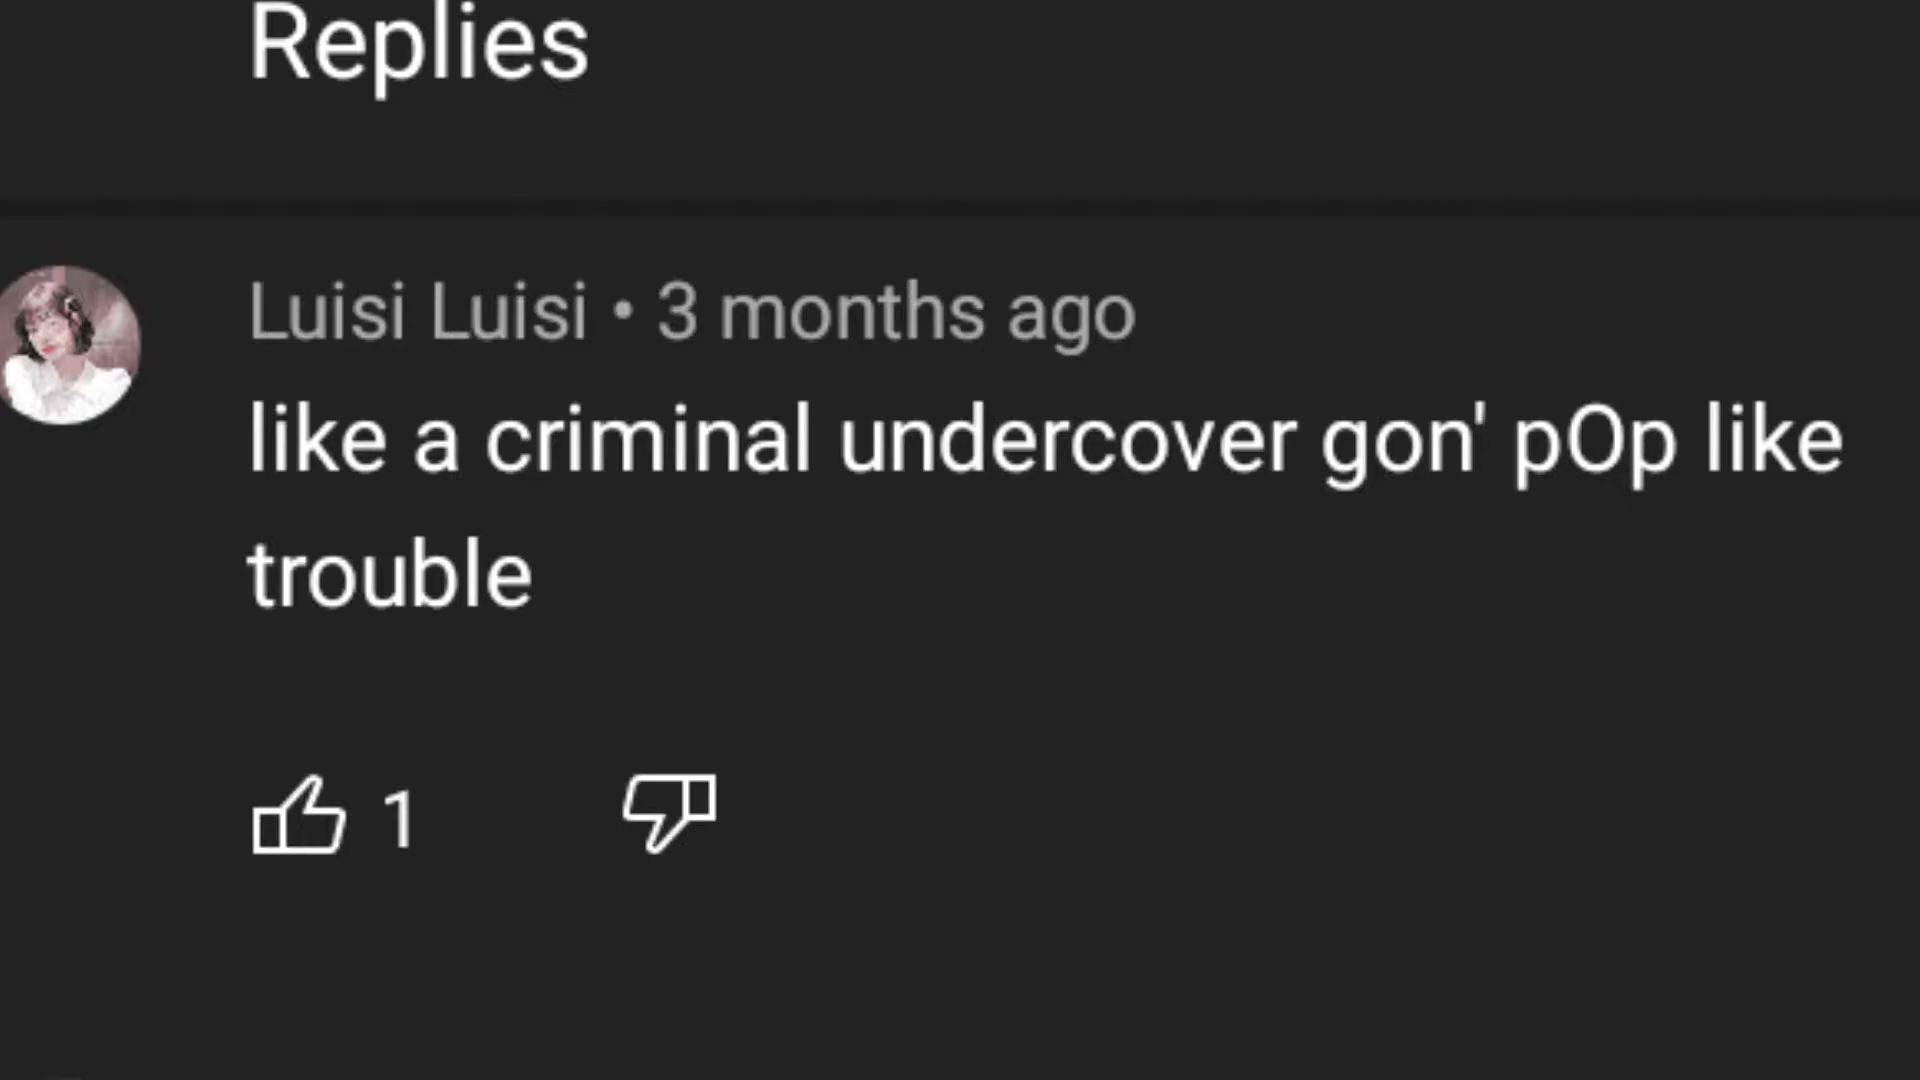 Replies
Luisi Luisi • 3 months ago
like a criminal undercover gon' pOp like
trouble
1